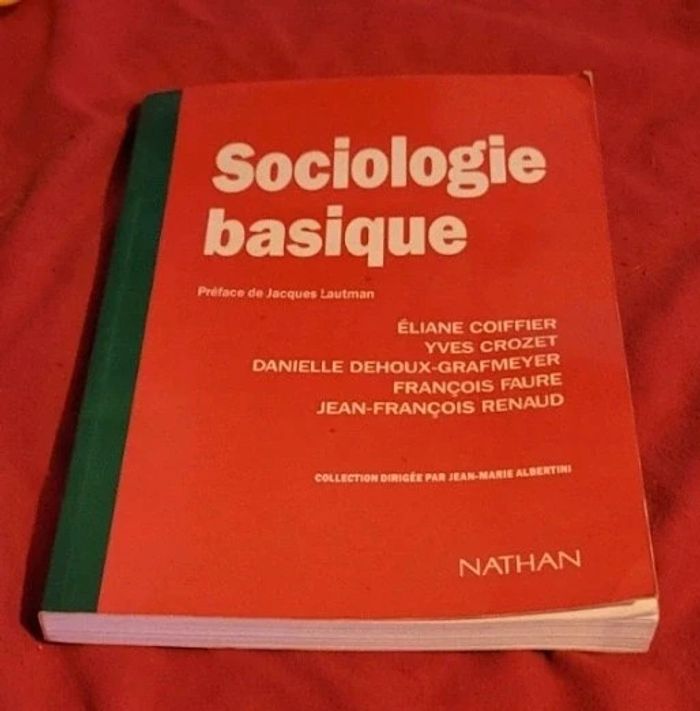 Sociologie
basique
Préface de Jacques Lautman
ÉLIANE COIFFIER
YVES CROZET
DANIELLE DEHOUX-GRAFMEYER
FRANÇOIS FAURE
JEAN-FRANÇOIS RENAUD
COLLECTION DIRIGÉE PAR JEAN-MARIE ALBERTINI
NATHAN